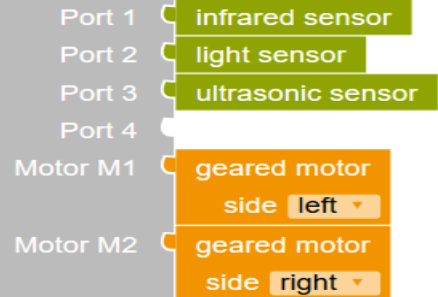 Port 1 infrared sensor
Port 2 light sensor
Port 3 ultrasonic sensor
Port 4
Motor M1 geared motor
side left
Motor M2 geared motor
side right